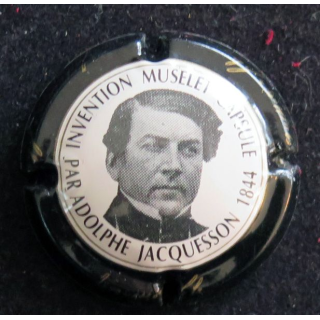 INVENTION MUSELET CAPSULE
PAR ADOLPHE JACQUESSON 1844